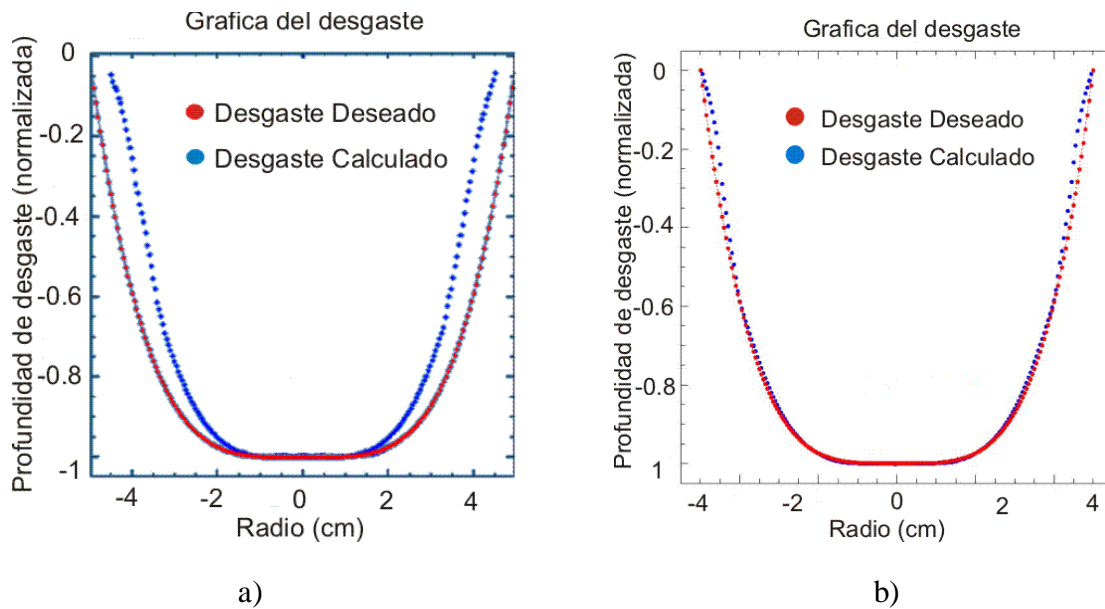 Grafica del desgaste
Profundidad de desgaste (normalizada)
0
-0.2
-0.4
-0.6
-0.8
-1
Desgaste Deseado
Desgaste Calculado
-4
-2
0
2
4
Radio (cm)
a)
Grafica del desgaste
Profundidad de desgaste (normalizada)
0
-0.2
-0.4
-0.6
-0.8
1
Desgaste Deseado
Desgaste Calculado
-4
-2
0
2
4
Radio (cm)
b)